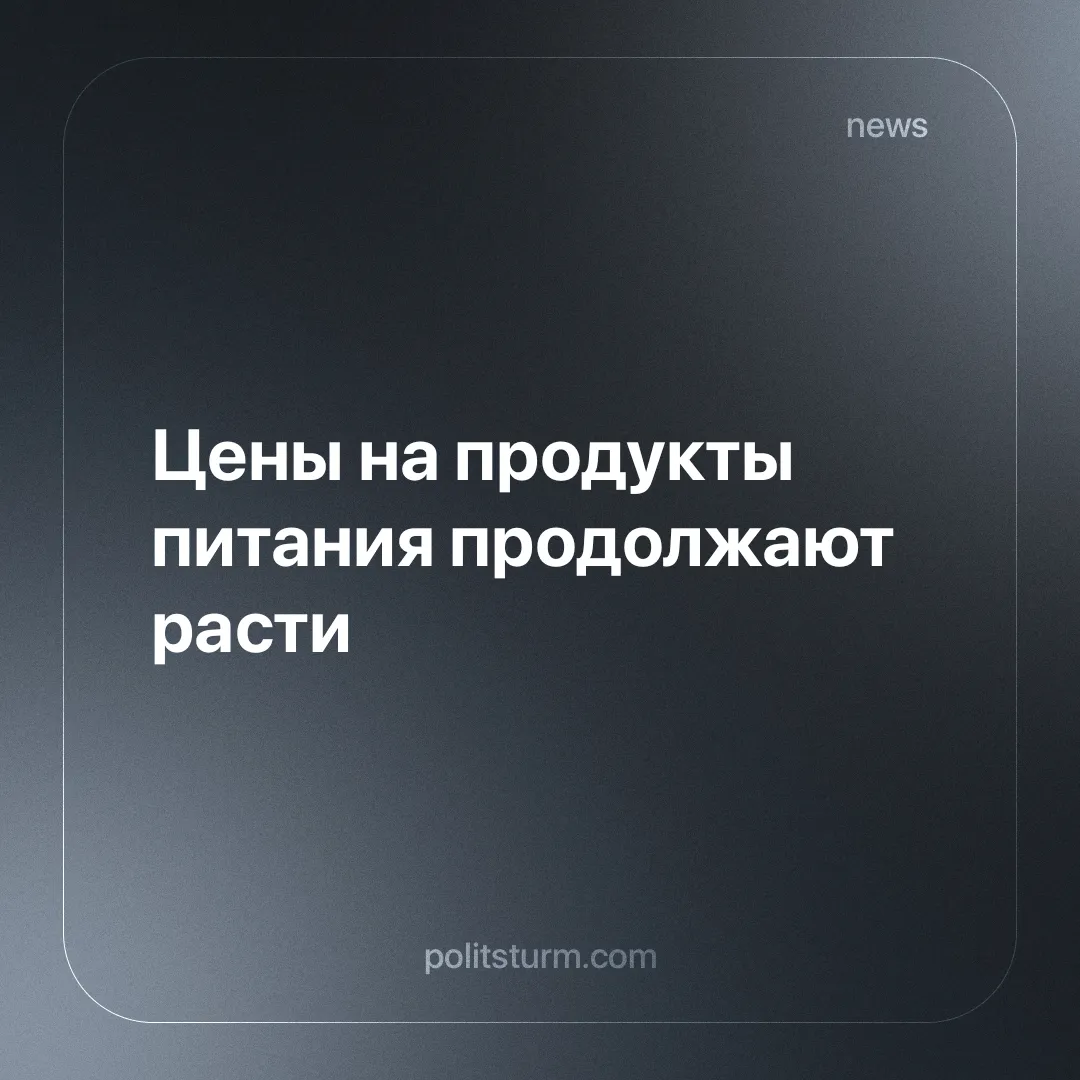 news
Цены на продукты
питания продолжают
расти
politsturm.com